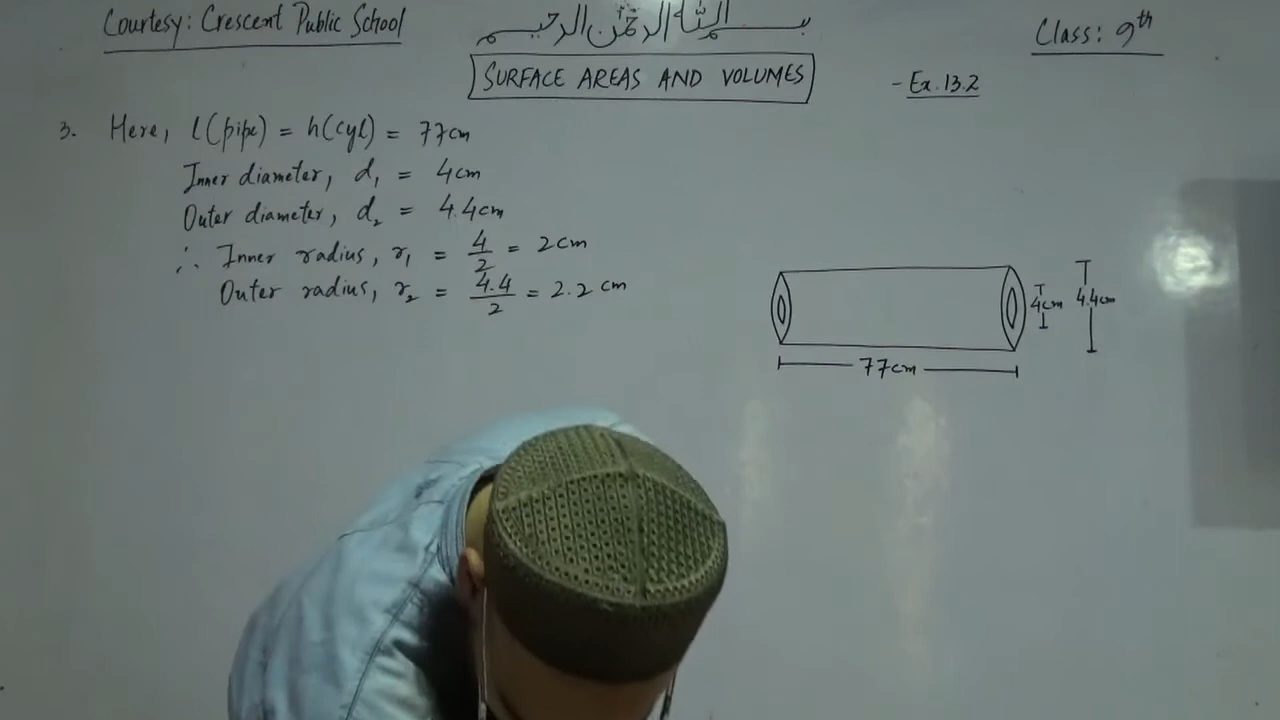 Courtesy: Crescent Public School
بسم الله الرحمن الرحيم
Class: 9th
SURFACE AREAS AND VOLUMES
- Ex. 13.2
3. Here, l(pipe) = h(cyl) = 77cm
Inner diameter, d₁ = 4cm
Outer diameter, d₂ = 4.4cm
∴ Inner radius, r₁ = 4/2 = 2cm
Outer radius, r₂ = 4.4/2 = 2.2 cm
4cm
4.4cm
77cm